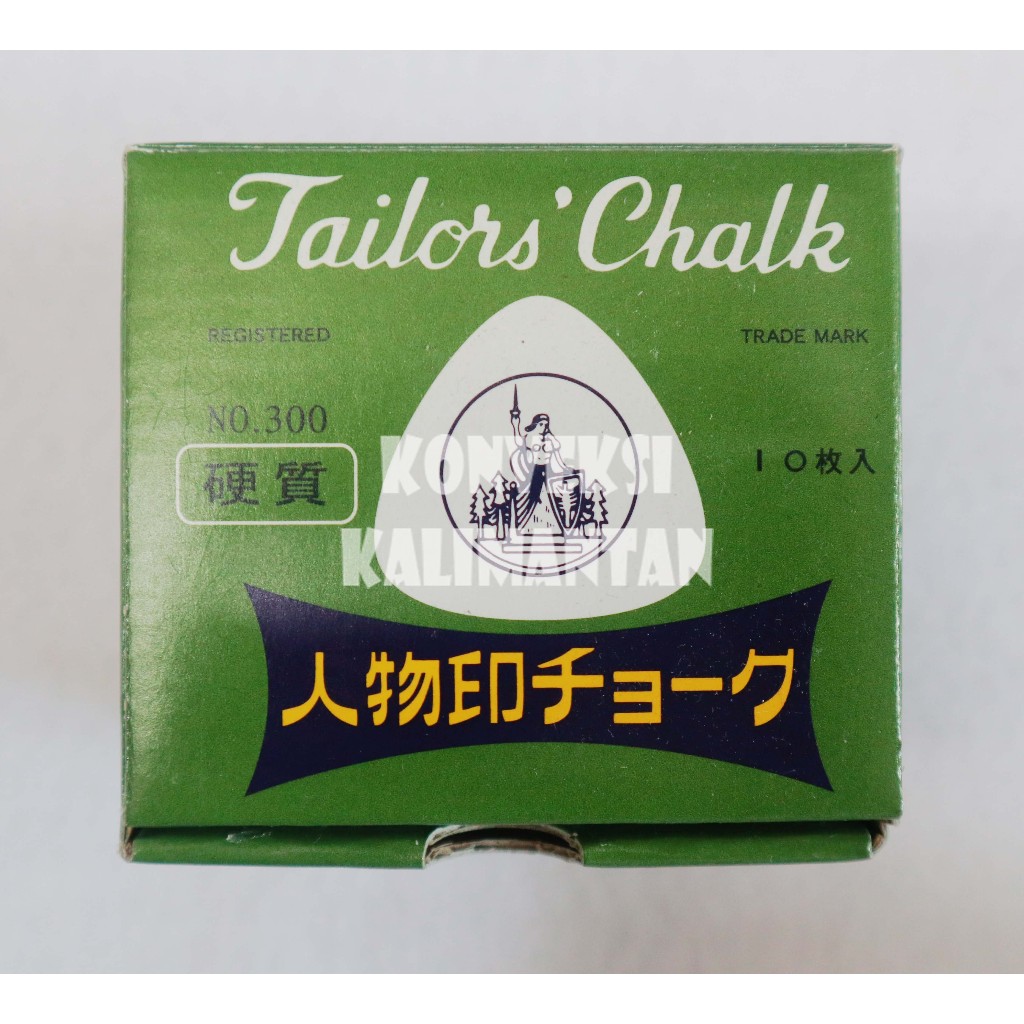 Tailors' Chalk
REGISTERED
TRADE MARK
NO.300
硬質
10枚入
KONVEKSI
KALIMANTAN
人物印チョーク